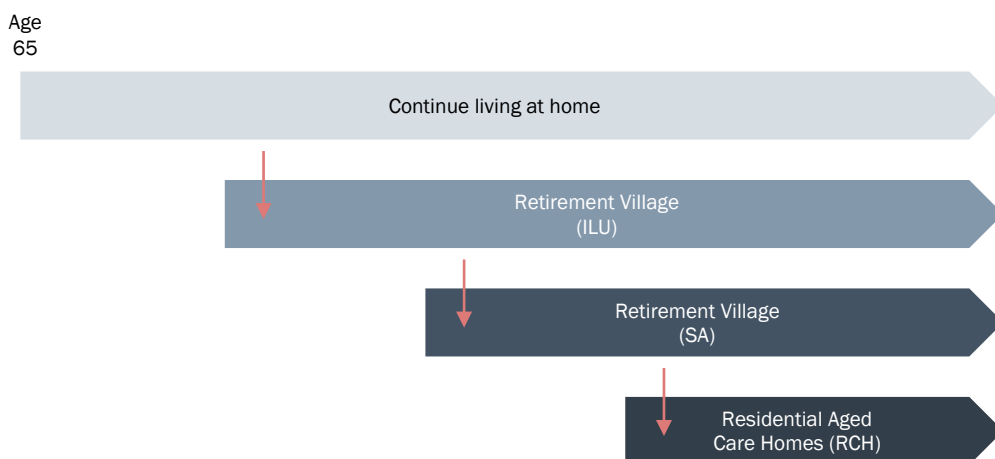 Age
65
Continue living at home
Retirement Village
(ILU)
Retirement Village
(SA)
Residential Aged
Care Homes (RCH)